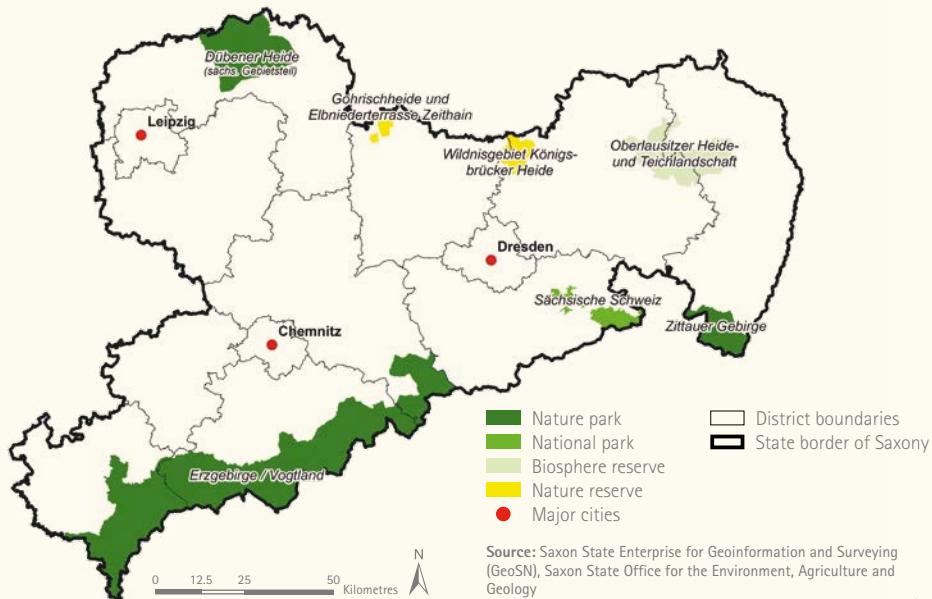 Dübener Heide
(sächs. Gebietsteil)
Leipzig
Gohrischheide und
Elbniederterrasse Zeithain
Wildnisgebiet Königs-
brücker Heide
Oberlausitzer Heide-
und Teichlandschaft
Dresden
Sächsische Schweiz
Zittauer Gebirge
Chemnitz
Erzgebirge / Vogtland
Nature park
National park
Biosphere reserve
Nature reserve
Major cities
District boundaries
State border of Saxony
Source: Saxon State Enterprise for Geoinformation and Surveying
(GeoSN), Saxon State Office for the Environment, Agriculture and
Geology
N
0 12.5 25 50
Kilometres